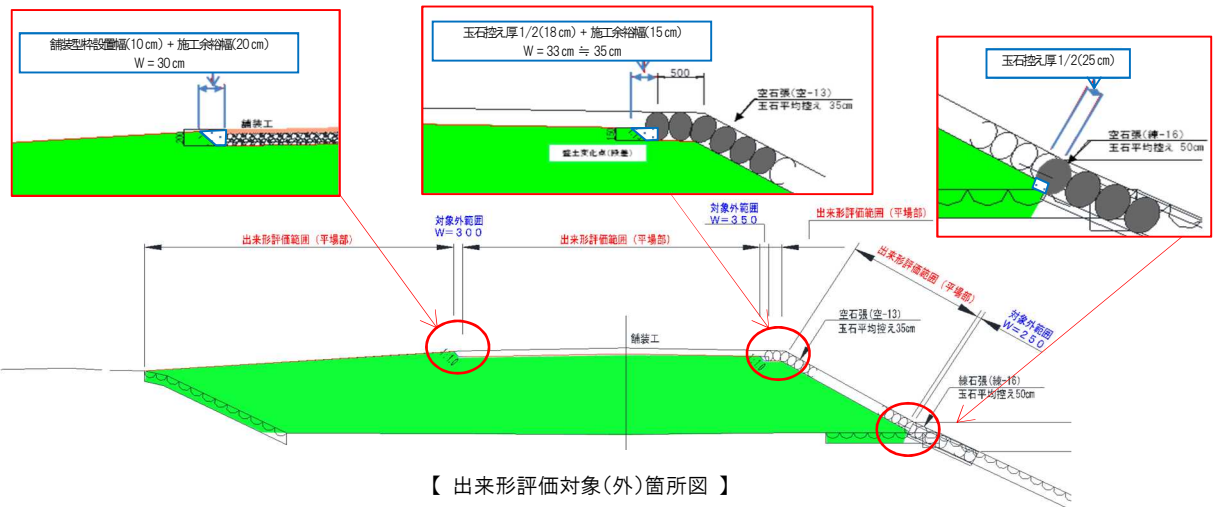 舗装型枠設置幅(10㎝) + 施工余裕幅(20㎝)
W = 30㎝
舗装工
200
玉石控え厚1/2(18㎝) + 施工余裕幅(15㎝)
W = 33㎝ ≒ 35㎝
500
空石張(空-13)
玉石平均控え 35cm
150
盛土変化点(段差)
玉石控え厚1/2(25㎝)
空石張(練-16)
玉石平均控え 50cm
対象外範囲
W=300
対象外範囲
W=350
出来形評価範囲 (平場部)
出来形評価範囲 (平場部)
出来形評価範囲 (平場部)
出来形評価範囲 (平場部)
対象外範囲
W=250
舗装工
空石張(空-13)
玉石平均控え35cm
練石張(練-16)
玉石平均控え50cm
【 出来形評価対象(外)箇所図 】